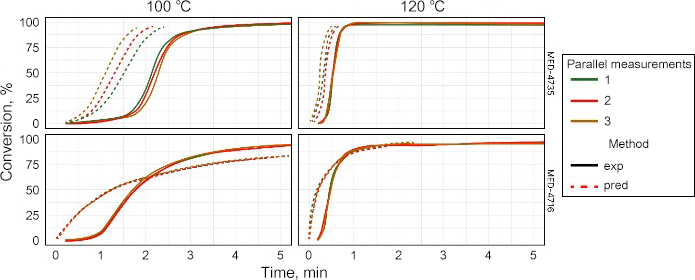 100 °C
120 °C
100
75
50
25
0
MFD-4735
100
75
50
25
0
MFD-4716
0
1
2
3
4
5
0
1
2
3
4
5
Conversion, %
Time, min
Parallel measurements
1
2
3
Method
exp
pred